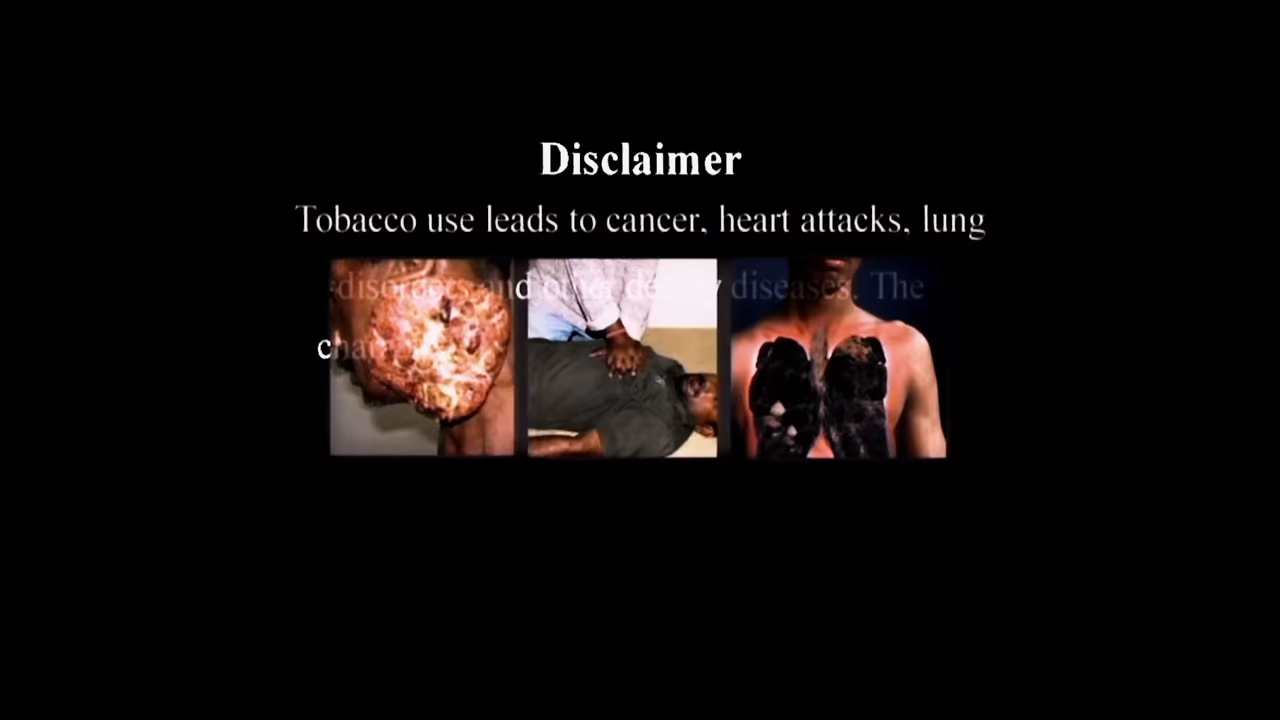 Disclaimer
Tobacco use leads to cancer, heart attacks, lung
disorders and other deadly diseases. The